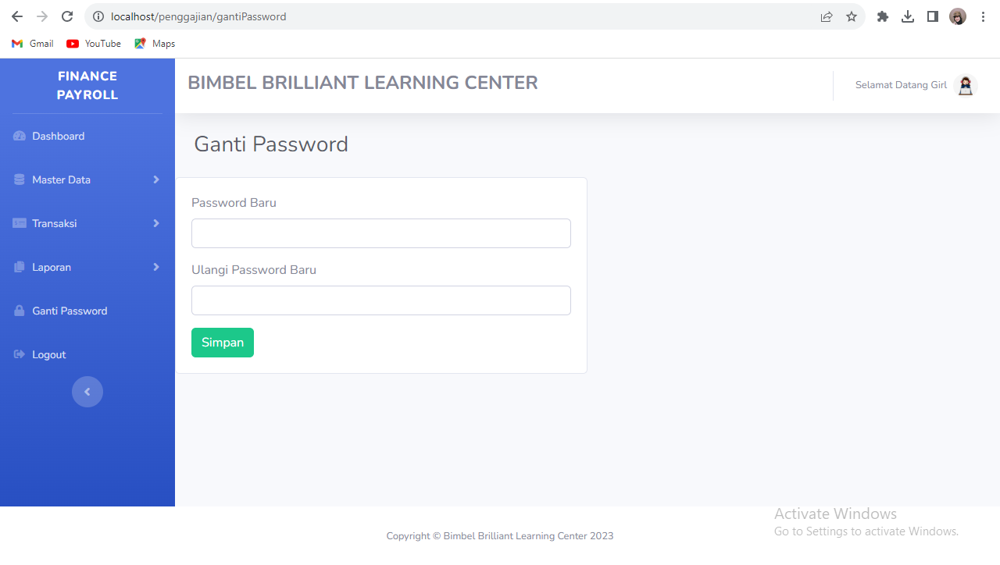 localhost/penggajian/gantiPassword
Gmail YouTube Maps
FINANCE
PAYROLL
BIMBEL BRILLIANT LEARNING CENTER
Selamat Datang Girl
Dashboard
Master Data
Transaksi
Laporan
Ganti Password
Logout
Ganti Password
Password Baru
Ulangi Password Baru
Simpan
Activate Windows
Go to Settings to activate Windows.
Copyright © Bimbel Brilliant Learning Center 2023